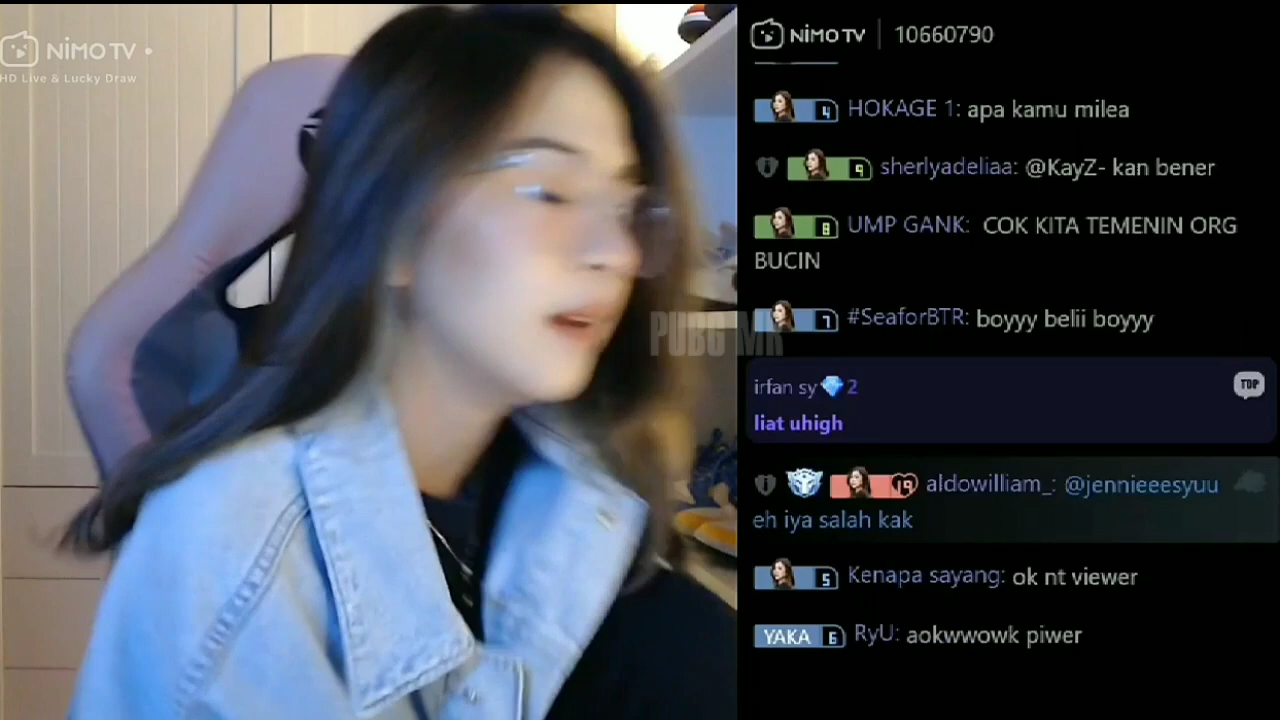 NIMO TV
HD Live & Lucky Draw
NIMO TV 10660790
4 HOKAGE 1: apa kamu milea
9 sherlyadeliaa: @KayZ- kan bener
8 UMP GANK: COK KITA TEMENIN ORG
BUCIN
7 #SeaforBTR: boyyy belii boyyy
PUBG M
irfan sy 2
TOP
liat uhigh
19 aldowilliam_: @jennieeesyuu
eh iya salah kak
5 Kenapa sayang: ok nt viewer
YAKA 6 RyU: aokwwowk piwer